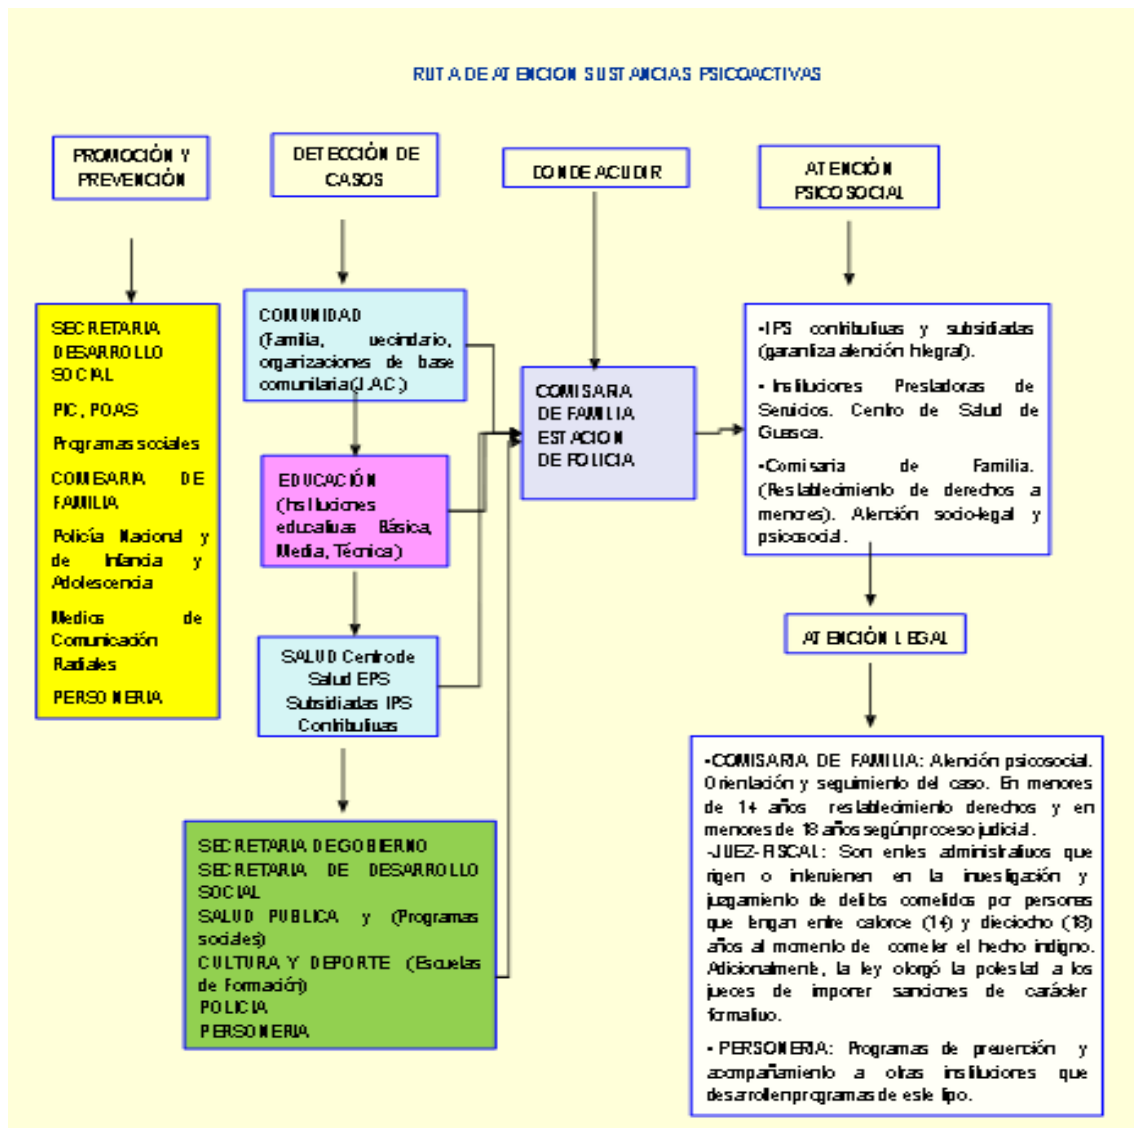 RUTA DE ATENCION SUSTANCIAS PSICOACTIVAS
PROMOCIÓN Y
PREVENCIÓN
SECRETARIA
DESARROLLO
SOCIAL
PIC, POAS
Programas sociales
COMISARIA DE
FAMILIA
Policía Nacional y
de Infancia y
Adolescencia
Medios de
Comunicación
Radiales
PERSONERIA
DETECCIÓN DE
CASOS
COMUNIDAD
(Familia, vecindario,
organizaciones de base
comunitaria (J.A.C.)
EDUCACIÓN
(Instituciones
educativas Básica,
Media, Técnica)
SALUD Centro de
Salud EPS
Subsidiadas IPS
Contributivas
SECRETARIA DE GOBIERNO
SECRETARIA DE DESARROLLO
SOCIAL
SALUD PUBLICA y (Programas
sociales)
CULTURA Y DEPORTE (Escuelas
de Formación)
POLICIA
PERSONERIA
DONDE ACUDIR
COMISARIA
DE FAMILIA
ESTACION
DE POLICIA
ATENCIÓN
PSICOSOCIAL
-IPS contributivas y subsidiadas
(garantiza atención Integral).
- Instituciones Prestadoras de
Servicios. Centro de Salud de
Guasca.
-Comisaria de Familia.
(Restablecimiento de derechos a
menores). Atención socio-legal y
psicosocial.
ATENCIÓN LEGAL
-COMISARIA DE FAMILIA: Atención psicosocial.
Orientación y seguimiento del caso. En menores
de 14 años restablecimiento derechos y en
menores de 18 años según proceso judicial.
-JUEZ-FISCAL: Son entes administrativos que
rigen o intervienen en la investigación y
juzgamiento de delitos cometidos por personas
que tengan entre catorce (14) y dieciocho (18)
años al momento de cometer el hecho indigno.
Adicionalmente, la ley otorgó la potestad a los
jueces de imponer sanciones de carácter
formativo.
- PERSONERIA: Programas de prevención y
acompañamiento a otras instituciones que
desarrollen programas de este tipo.